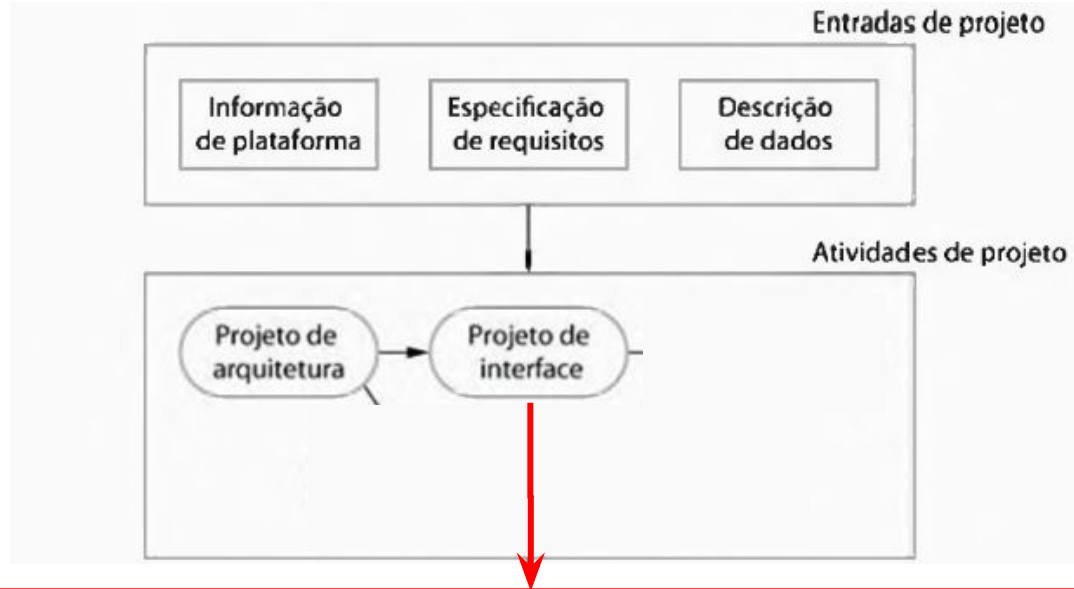 Entradas de projeto
Informação
de plataforma
Especificação
de requisitos
Descrição
de dados
Atividades de projeto
Projeto de
arquitetura
Projeto de
interface